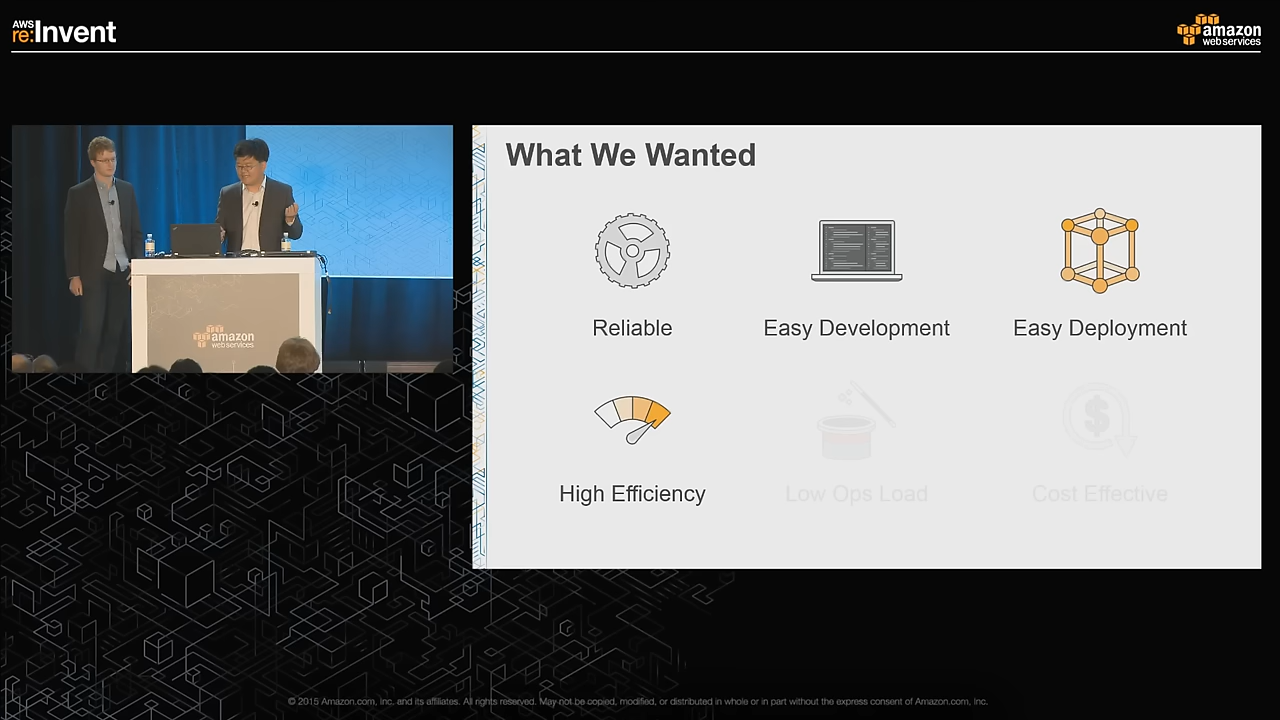 AWS
re:Invent
amazon
web services
What We Wanted
Reliable
Easy Development
Easy Deployment
High Efficiency
Low Ops Load
Cost Effective
amazon
web services
© 2015 Amazon.com, Inc. and its affiliates. All rights reserved. May not be copied, modified, or distributed in whole or in part without the express consent of Amazon.com, Inc.